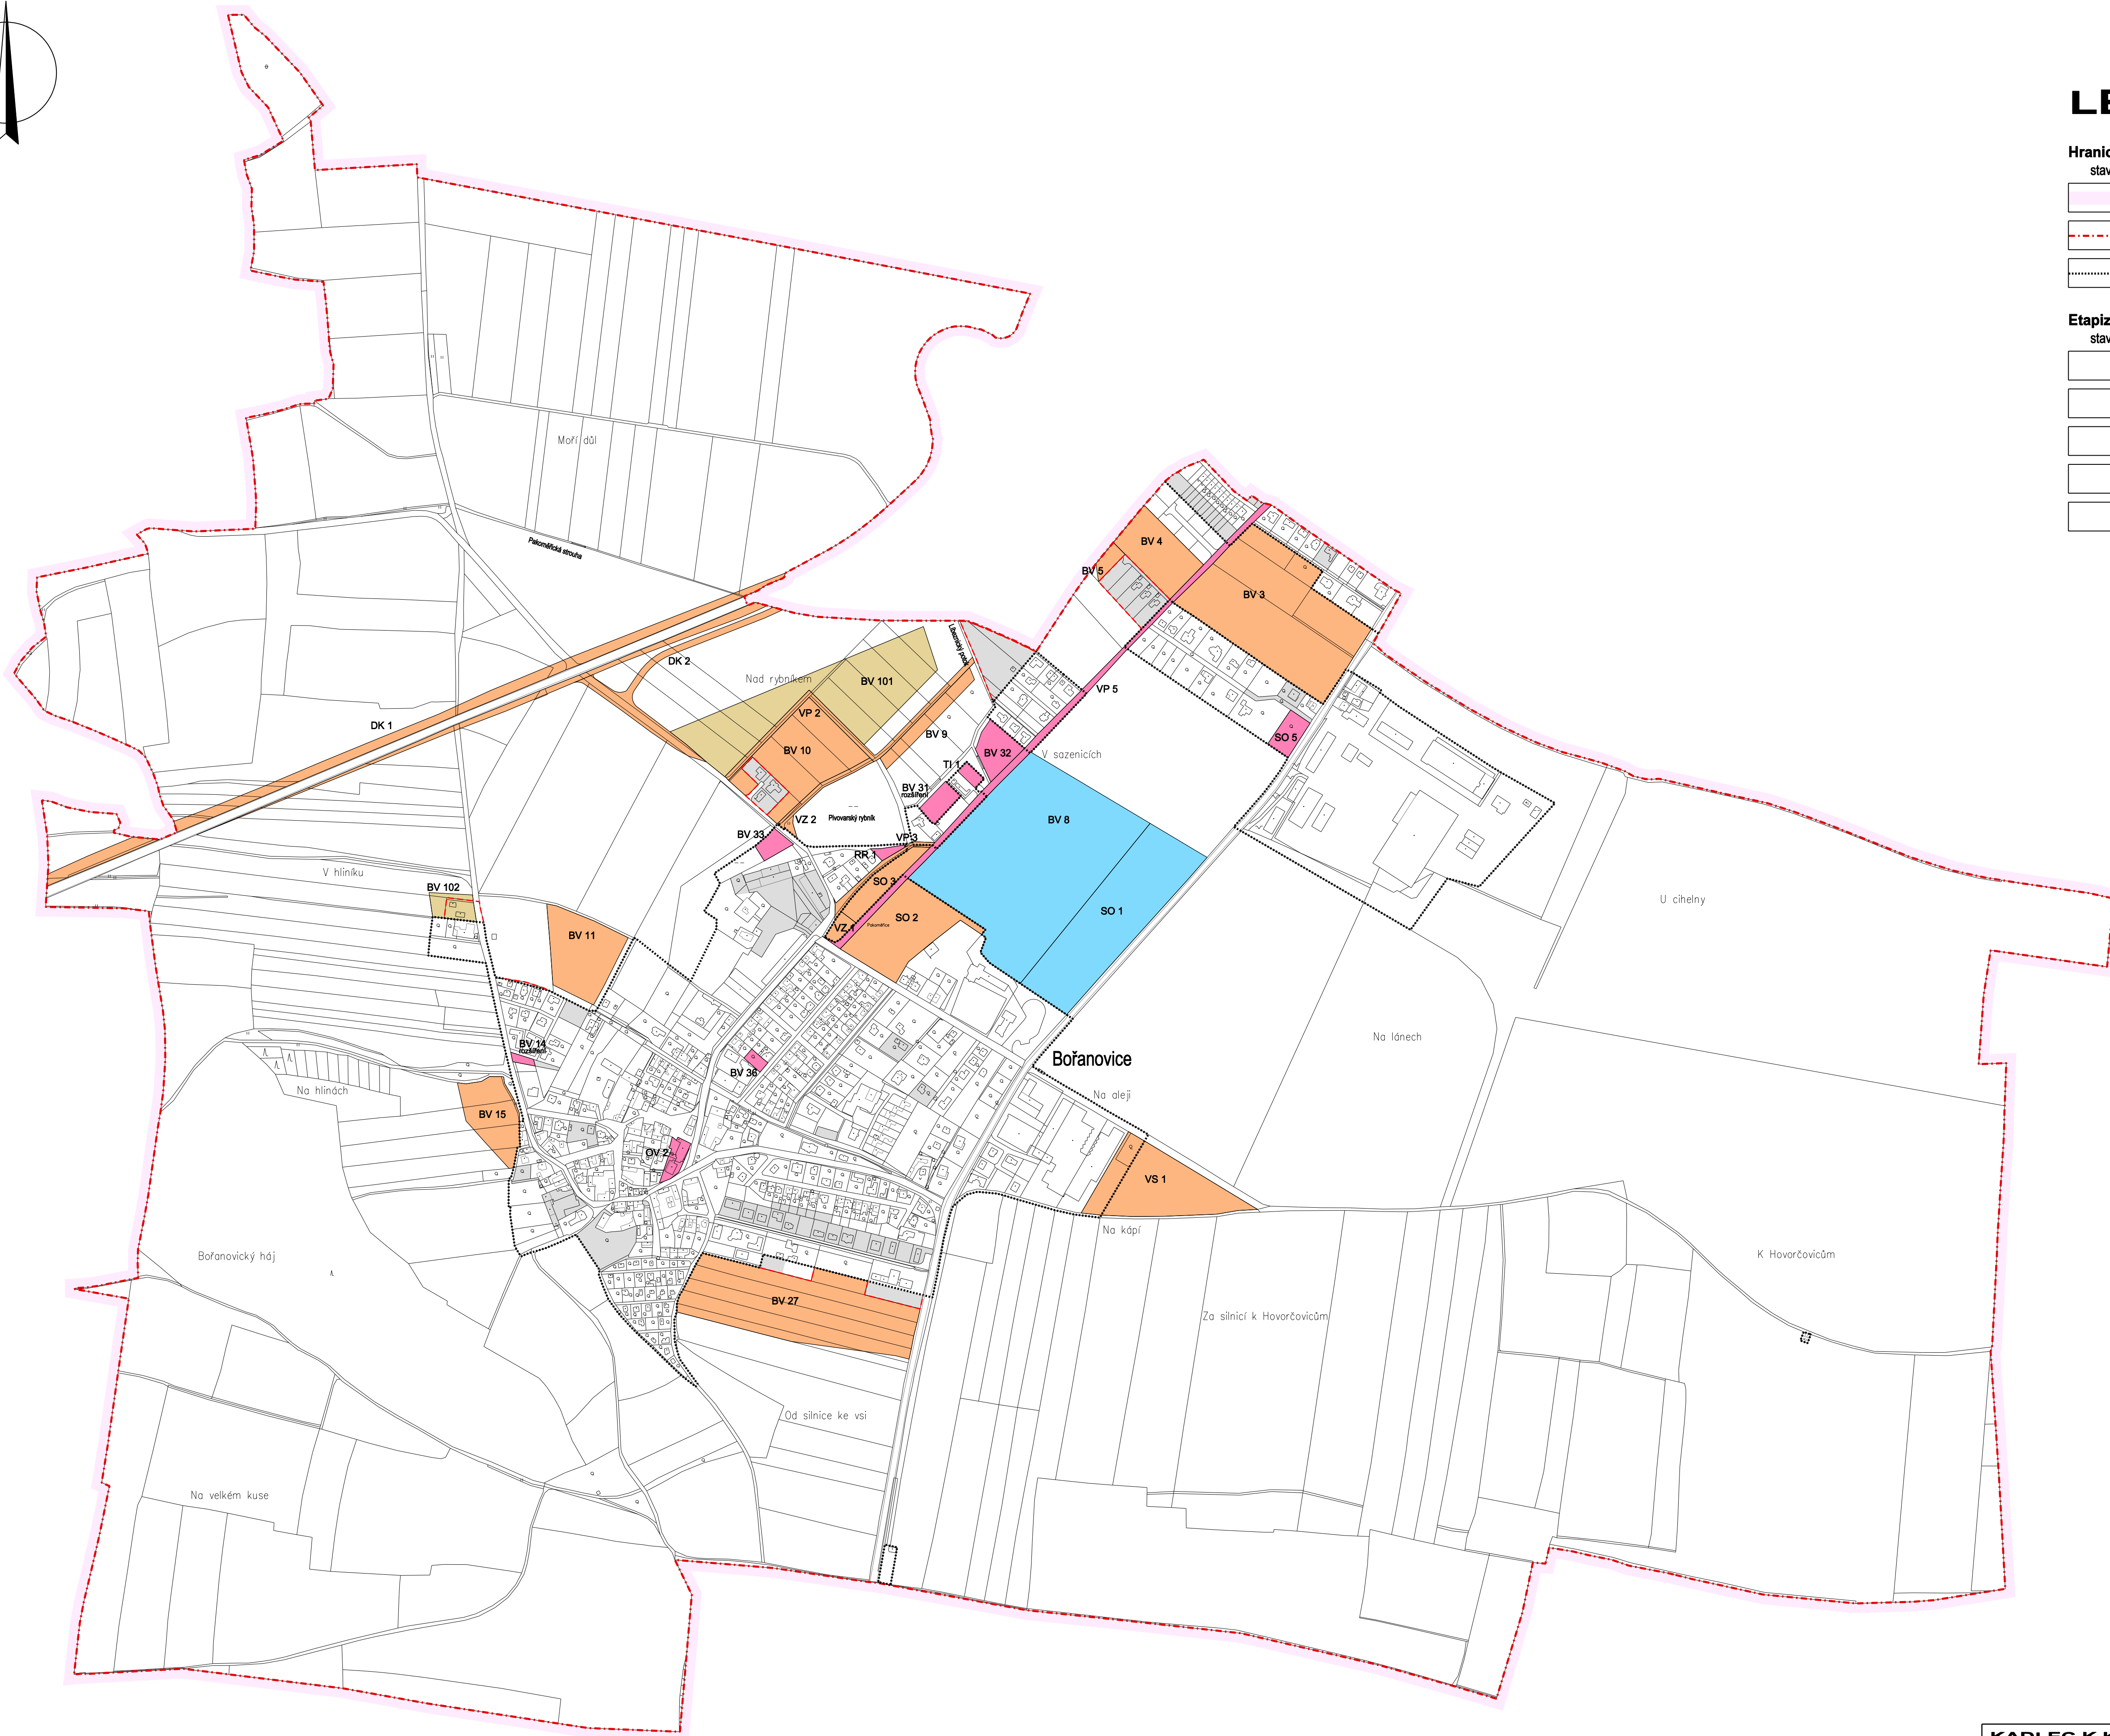 LE
Hranic
stav
Etapiz
stav
Moří důl
Pakoměřická strouha
BV 4
BV 5
BV 3
Líbeznický potok
DK 2
Nad rybníkem
BV 101
VP 5
VP 2
DK 1
BV 9
SO 5
BV 10
BV 32
V sazenicích
TI 1
BV 31
rozšíření
VZ 2
Pivovarský rybník
BV 8
BV 33
VP 3
RR 1
V hliníku
SO 3
BV 102
U cihelny
SO 1
SO 2
VZ 1
Pakoměřice
BV 11
Na lánech
BV 14
rozšíření
Bořanovice
BV 36
Na hlinách
Na aleji
BV 15
OV 2
VS 1
Na kápí
Bořanovický háj
K Hovorčovicům
BV 27
Za silnicí k Hovorčovicům
Od silnice ke vsi
Na velkém kuse